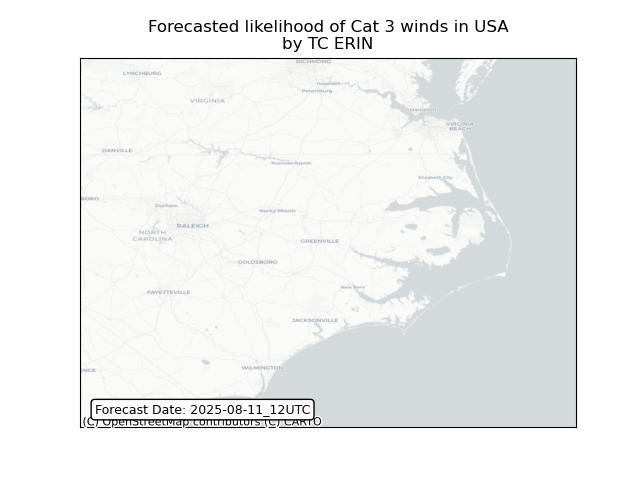 Forecasted likelihood of Cat 3 winds in USA
by TC ERIN
RICHMOND
LYNCHBURG
Hopewell
Petersburg
VIRGINIA
Hampton
VIRGINIA
BEACH
DANVILLE
Roanoke Rapids
Elizabeth City
BORO
Durham
Rocky Mount
RALEIGH
NORTH
CAROLINA
GREENVILLE
GOLDSBORO
New Bern
FAYETTEVILLE
JACKSONVILLE
WILMINGTON
ENCE
Forecast Date: 2025-08-11_12UTC
(C) OpenStreetMap contributors (C) CARTO